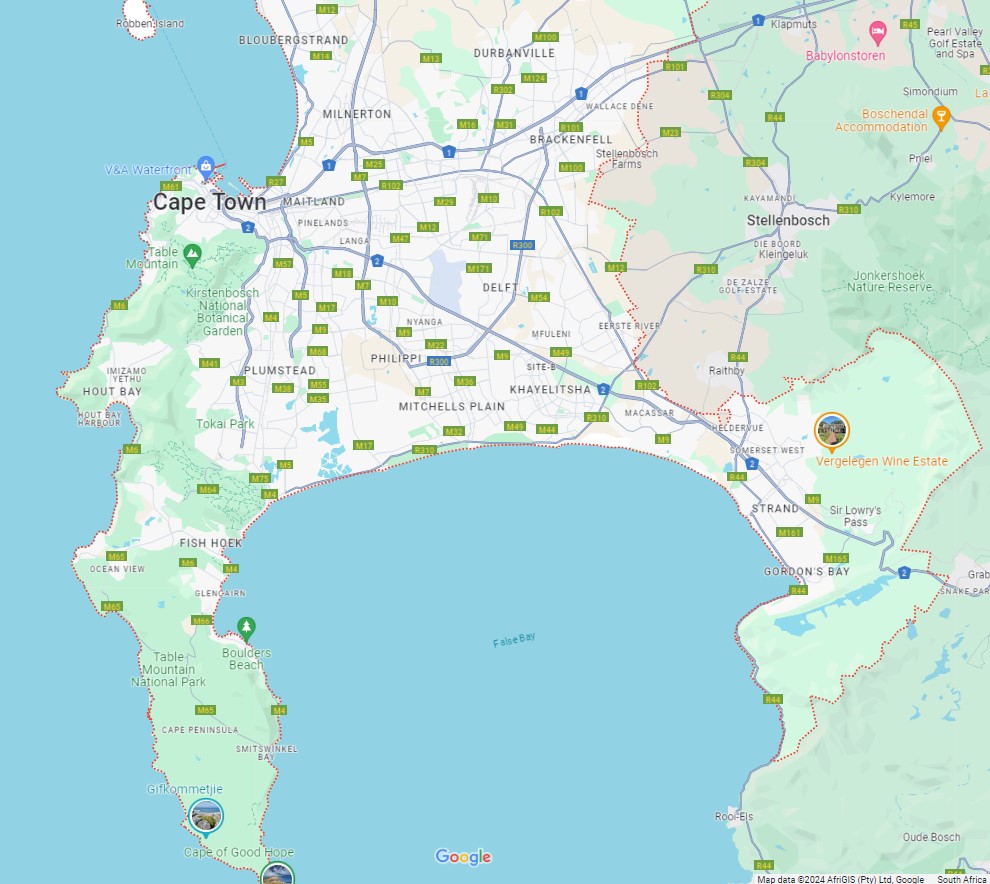 Robben Island
M12
1
Klapmuts
R45
Pearl Valley
Golf Estate
and Spa
BLOUBERGSTRAND
M100
DURBANVILLE
Babylonstoren
M14
M13
R101
M124
R302
1
R304
Simondium
La
WALLACE DENE
Boschendal
Accommodation
MILNERTON
R44
M16
M31
R101
M23
M5
BRACKENFELL
Stellenbosch
Farms
1
M25
1
M100
R304
Pniel
V&A Waterfront
M7
R27
M61
R102
Cape Town
MAITLAND
M29
M10
KAYAMANDI
Kylemore
R102
R310
Stellenbosch
PINELANDS
2
M12
LANGA
M47
M71
R300
DIE BOORD
Kleingeluk
Table
Mountain
M57
2
M18
M171
M12
R310
Jonkershoek
Nature Reserve
M7
DELFT
DE ZALZE
GOLF ESTATE
Kirstenbosch
National
Botanical
Garden
M5
M17
M10
M54
M6
M4
NYANGA
EERSTE RIVER
M9
M9
MFULENI
M22
M68
PHILIPPI
R300
M9
M49
R44
M41
SITE-B
Raithby
IMIZAMO
YETHU
PLUMSTEAD
M3
M38
M55
M36
R102
HOUT BAY
M35
M7
KHAYELITSHA
2
MITCHELLS PLAIN
HOUT BAY
HARBOUR
Tokai Park
M49
M44
R310
MACASSAR
M32
HELDERVUE
M6
M17
R310
M9
SOMERSET WEST
Vergelegen Wine Estate
M5
2
M75
R44
M64
M4
M9
STRAND
Sir Lowry's
Pass
M161
FISH HOEK
M65
M6
M165
OCEAN VIEW
M4
GORDON'S BAY
2
Grab
R44
SNAKE PAR
GLENCAIRN
M65
M66
False Bay
Boulders
Beach
Table
Mountain
National Park
R44
M65
M4
CAPE PENINSULA
SMITSWINKEL
BAY
Gifkommetjie
Rooi-Els
Oude Bosch
Cape of Good Hope
Google
R44
R44
Map data ©2024 AfriGIS (Pty) Ltd, Google
South Africa